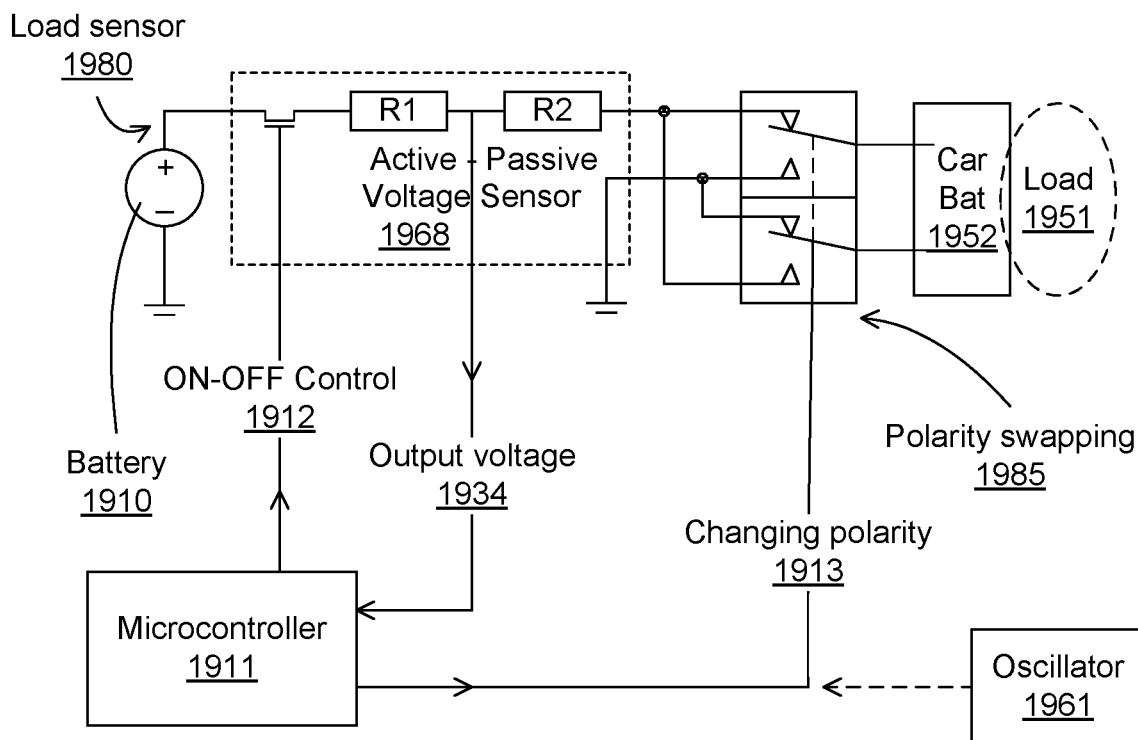 Load sensor
1980
R1
R2
+
−
Active - Passive
Voltage Sensor
1968
Car
Bat
1952
Load
1951
ON-OFF Control
1912
Battery
1910
Output voltage
1934
Polarity swapping
1985
Changing polarity
1913
Microcontroller
1911
Oscillator
1961